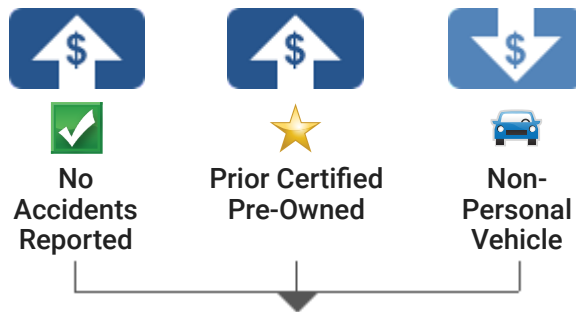 $ $ $
No Accidents Reported
Prior Certified Pre-Owned
Non-Personal Vehicle